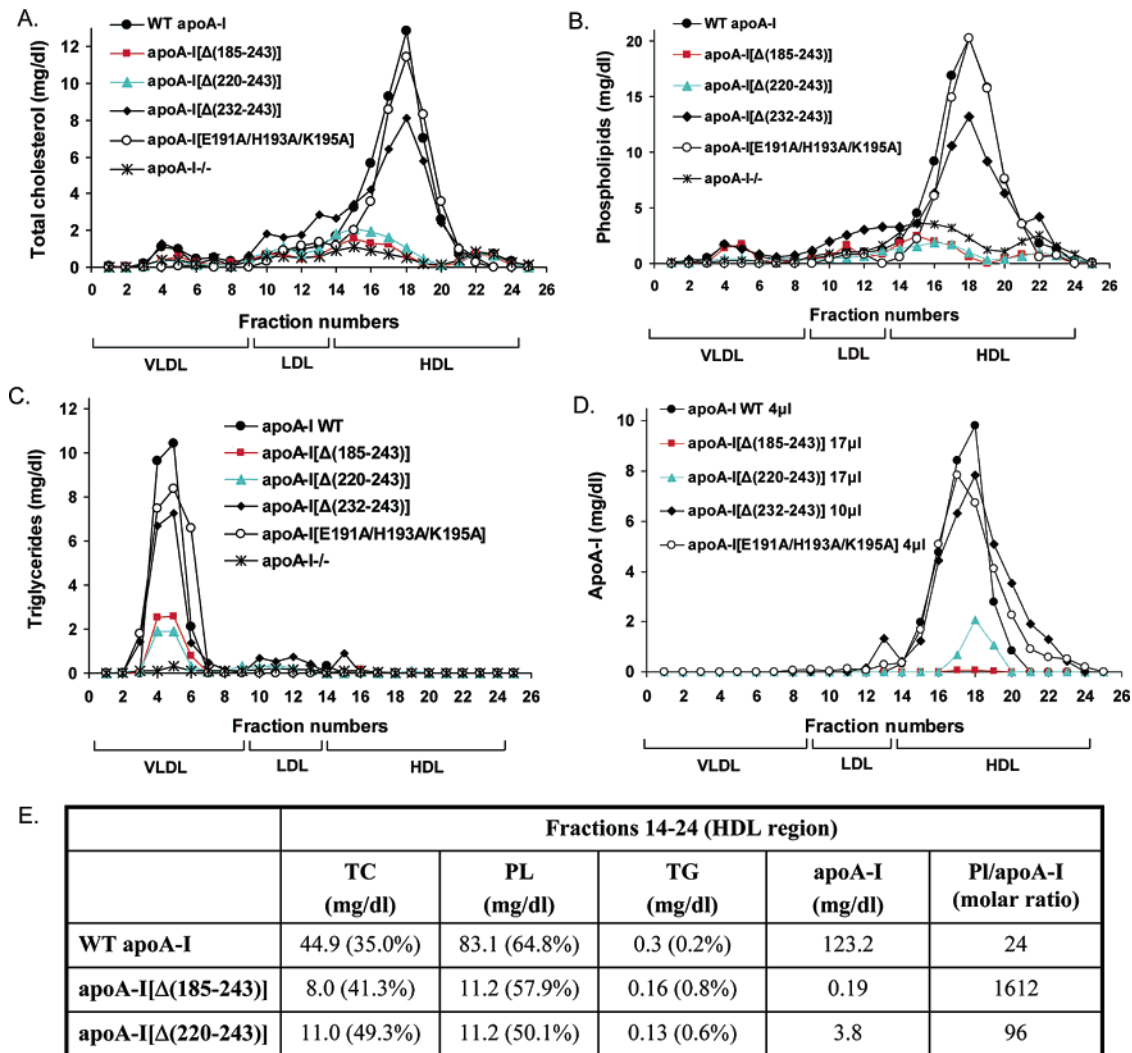 A.
WT apoA-I
apoA-I[Δ(185-243)]
apoA-I[Δ(220-243)]
apoA-I[Δ(232-243)]
apoA-I[E191A/H193A/K195A]
apoA-I-/-
Total cholesterol (mg/dl)
12
10
8
6
4
2
0
0 2 4 6 8 10 12 14 16 18 20 22 24 26
Fraction numbers
VLDL LDL HDL
B.
WT apoA-I
apoA-I[Δ(185-243)]
apoA-I[Δ(220-243)]
apoA-I[Δ(232-243)]
apoA-I[E191A/H193A/K195A]
apoA-I-/-
Phospholipids (mg/dl)
20
15
10
5
0
0 2 4 6 8 10 12 14 16 18 20 22 24 26
Fraction numbers
VLDL LDL HDL
C.
apoA-I WT
apoA-I[Δ(185-243)]
apoA-I[Δ(220-243)]
apoA-I[Δ(232-243)]
apoA-I[E191A/H193A/K195A]
apoA-I-/-
Triglycerides (mg/dl)
12
10
8
6
4
2
0
0 2 4 6 8 10 12 14 16 18 20 22 24 26
Fraction numbers
VLDL LDL HDL
D.
apoA-I WT 4µl
apoA-I[Δ(185-243)] 17µl
apoA-I[Δ(220-243)] 17µl
apoA-I[Δ(232-243)] 10µl
apoA-I[E191A/H193A/K195A] 4µl
ApoA-I (mg/dl)
10
8
6
4
2
0
0 2 4 6 8 10 12 14 16 18 20 22 24 26
Fraction numbers
VLDL LDL HDL
E.
Fractions 14-24 (HDL region)
TC PL TG apoA-I Pl/apoA-I
(mg/dl) (mg/dl) (mg/dl) (mg/dl) (molar ratio)
WT apoA-I 44.9 (35.0%) 83.1 (64.8%) 0.3 (0.2%) 123.2 24
apoA-I[Δ(185-243)] 8.0 (41.3%) 11.2 (57.9%) 0.16 (0.8%) 0.19 1612
apoA-I[Δ(220-243)] 11.0 (49.3%) 11.2 (50.1%) 0.13 (0.6%) 3.8 96